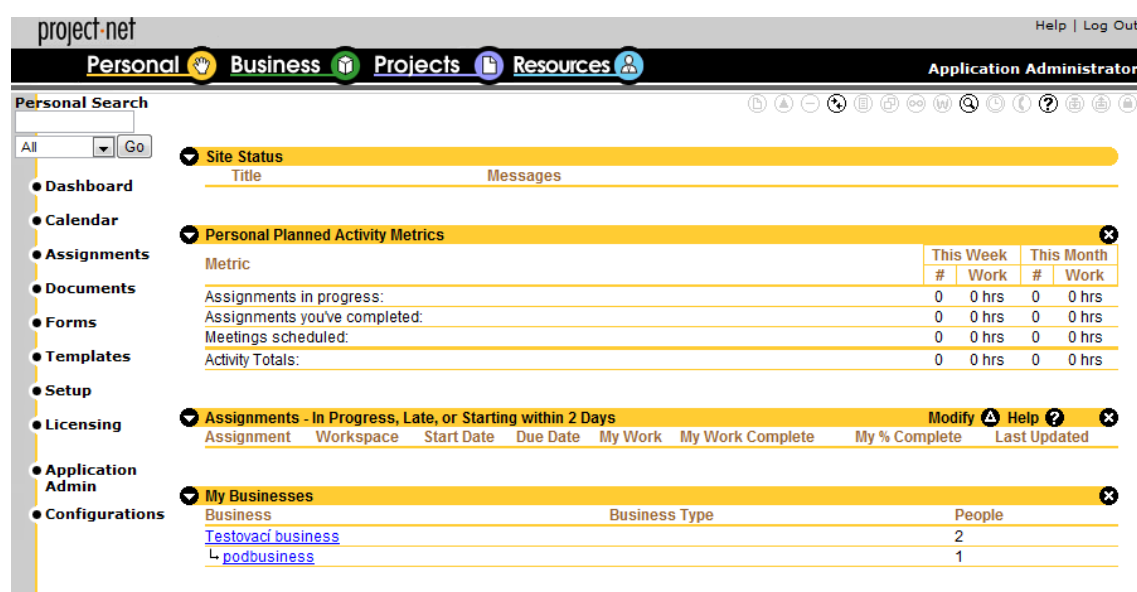 project·net
Help | Log Out
Personal Business Projects Resources
Application Administrator
Personal Search
All Go
Dashboard
Calendar
Assignments
Documents
Forms
Templates
Setup
Licensing
Application
Admin
Configurations
Site Status
Title Messages
Personal Planned Activity Metrics
Metric This Week This Month
# Work # Work
Assignments in progress: 0 0 hrs 0 0 hrs
Assignments you've completed: 0 0 hrs 0 0 hrs
Meetings scheduled: 0 0 hrs 0 0 hrs
Activity Totals: 0 0 hrs 0 0 hrs
Assignments - In Progress, Late, or Starting within 2 Days Modify Help ?
Assignment Workspace Start Date Due Date My Work My Work Complete My % Complete Last Updated
My Businesses
Business Business Type People
Testovací business 2
podbusiness 1